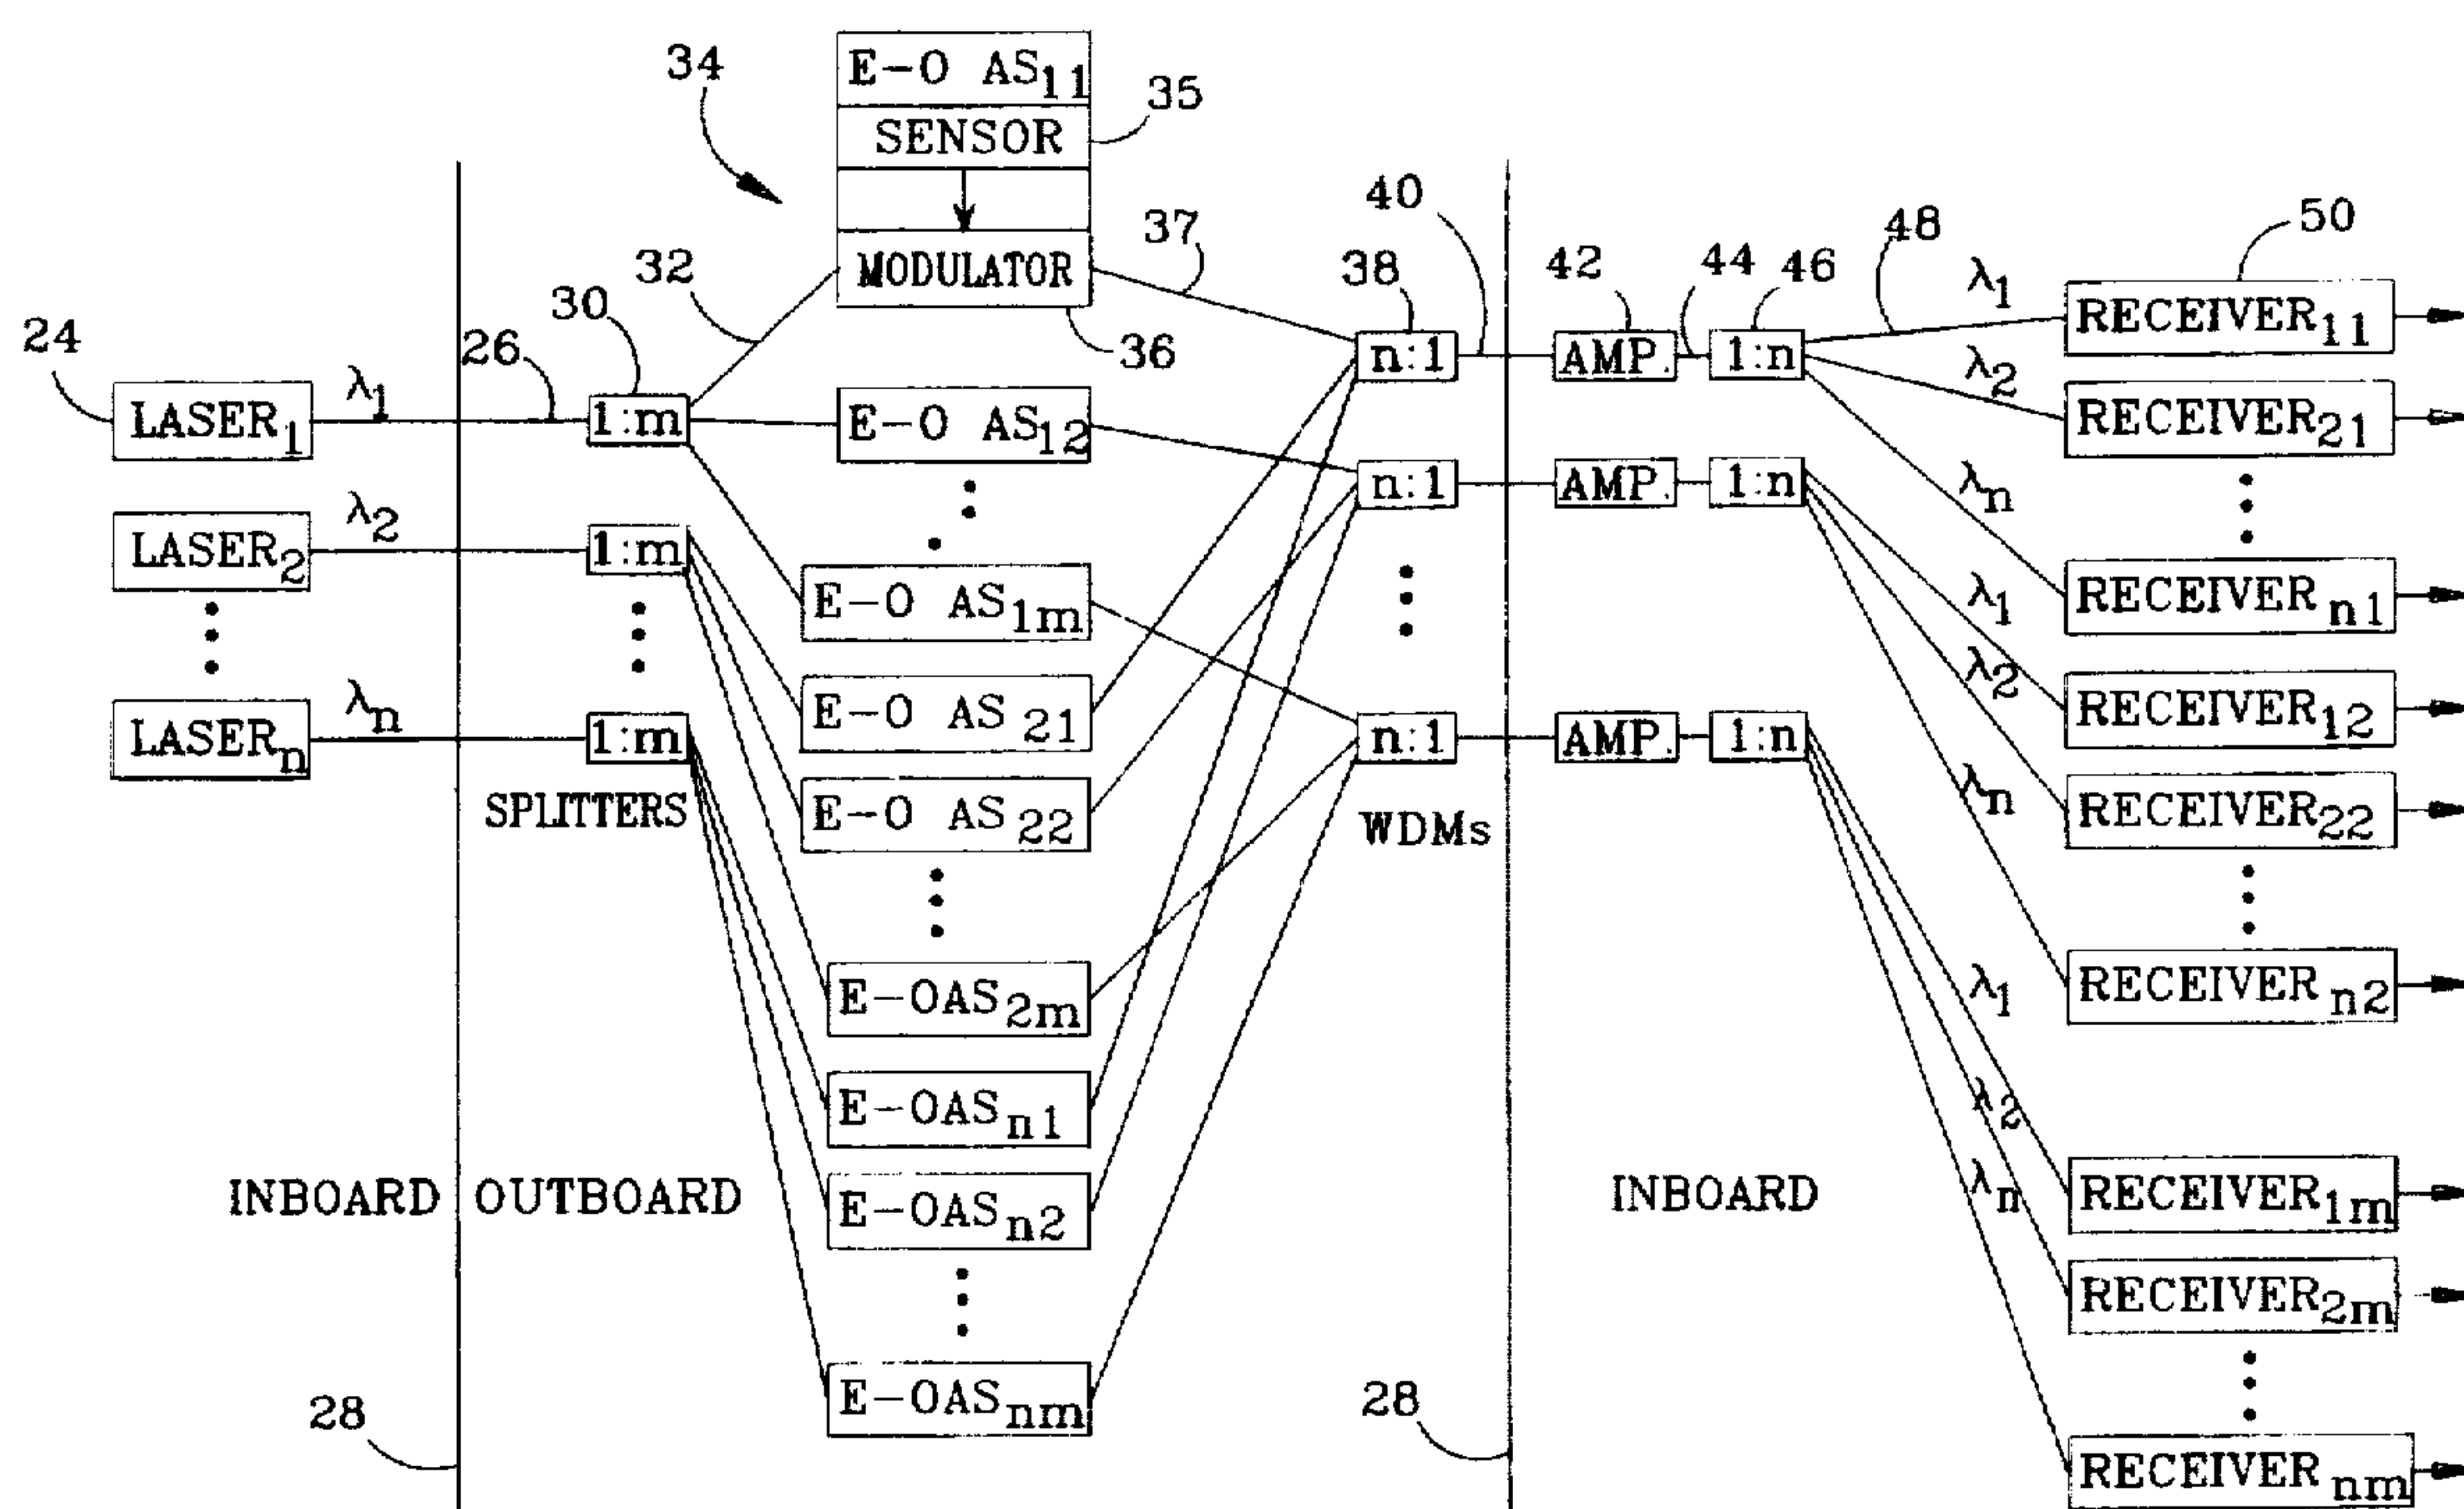 34
E-O AS11
SENSOR
35
MODULATOR
36
32
37
24
LASER1
λ1
26
30
1:m
E-O AS12
LASER2
λ2
1:m
E-O AS1m
LASERn
λn
1:m
SPLITTERS
E-O AS 21
E-O AS 22
E-OAS2m
E-OASn1
E-OASn2
E-OASnm
INBOARD
OUTBOARD
28
38
n:1
40
n:1
n:1
WDMs
28
42
AMP.
44
46
1:n
AMP.
1:n
AMP.
1:n
INBOARD
48
50
λ1
RECEIVER11
λ2
RECEIVER21
λn
RECEIVER n1
λ1
RECEIVER12
λ2
RECEIVER22
λn
RECEIVER n2
λ1
RECEIVER1m
λ2
RECEIVER2m
λn
RECEIVER nm